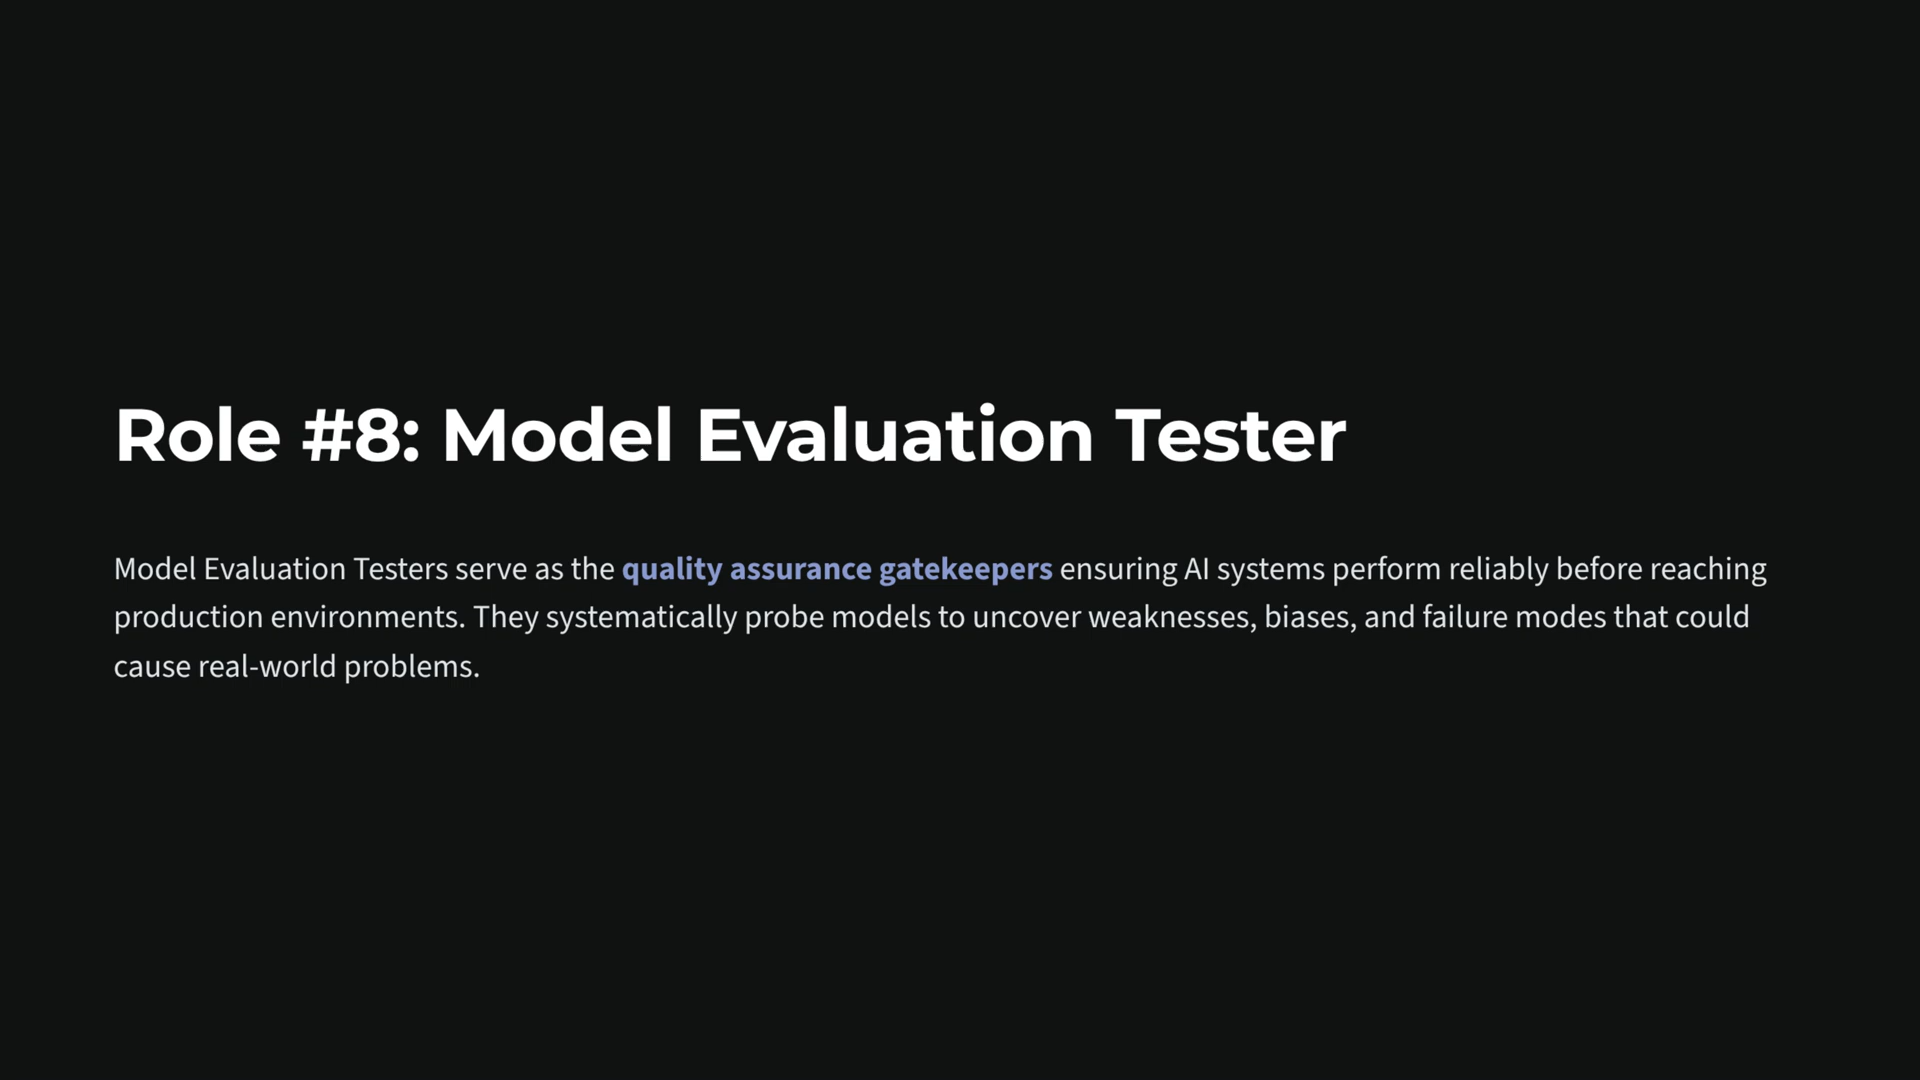 Role #8: Model Evaluation Tester
Model Evaluation Testers serve as the quality assurance gatekeepers ensuring AI systems perform reliably before reaching
production environments. They systematically probe models to uncover weaknesses, biases, and failure modes that could
cause real-world problems.